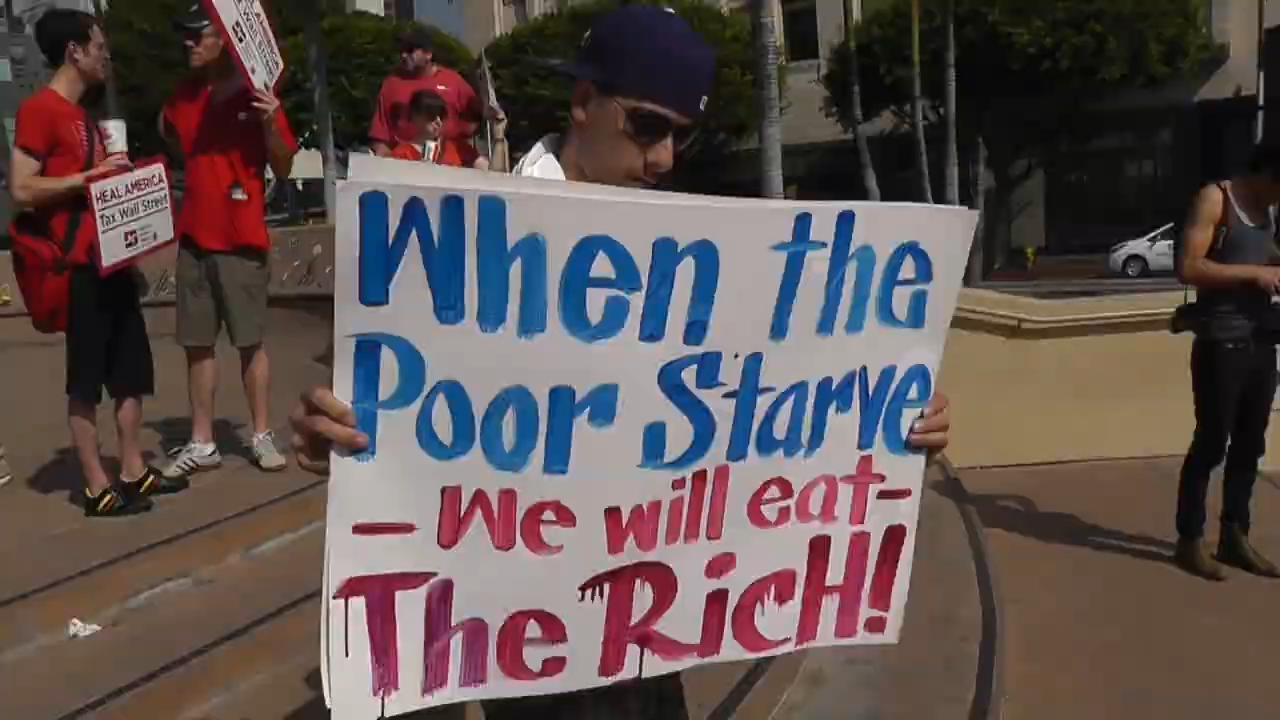 When the
Poor Starve
- We will eat -
The RicH!
HEAL AMERICA
Tax Wall Street